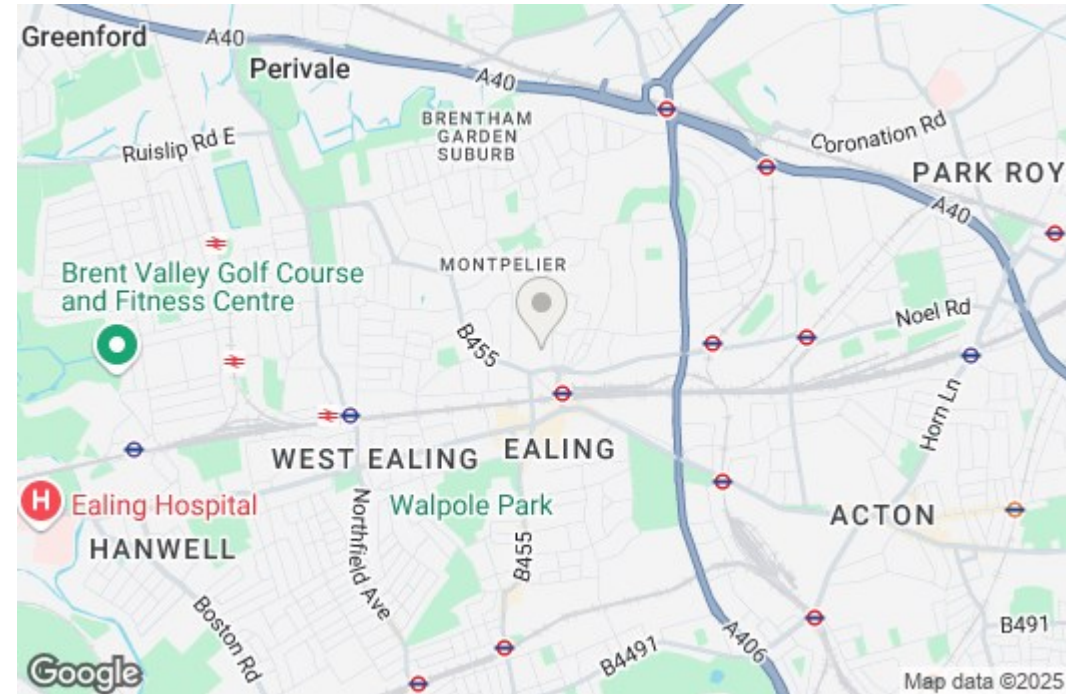 Greenford
A40
Perivale
A40
BRENTHAM
GARDEN
SUBURB
Coronation Rd
Ruislip Rd E
PARK ROY
A40
MONTPELIER
Brent Valley Golf Course
and Fitness Centre
Noel Rd
B455
Horn Ln
WEST EALING
EALING
H
Ealing Hospital
Walpole Park
ACTON
HANWELL
Northfield Ave
B455
Boston Rd
B491
A406
B4491
Google
Map data ©2025